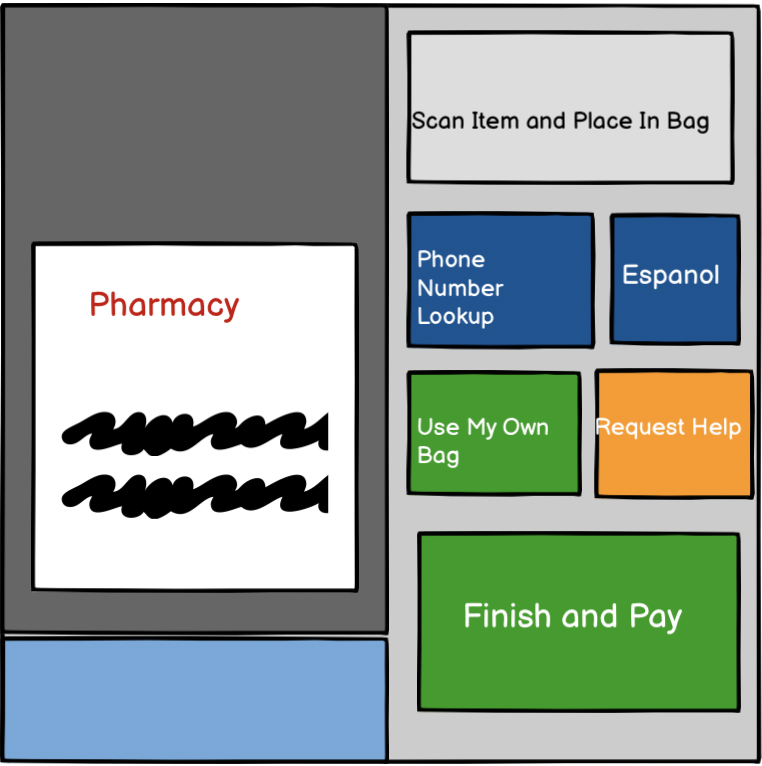 Scan Item and Place In Bag
Phone
Number
Lookup
Espanol
Pharmacy
Use My Own
Bag
Request Help
Finish and Pay